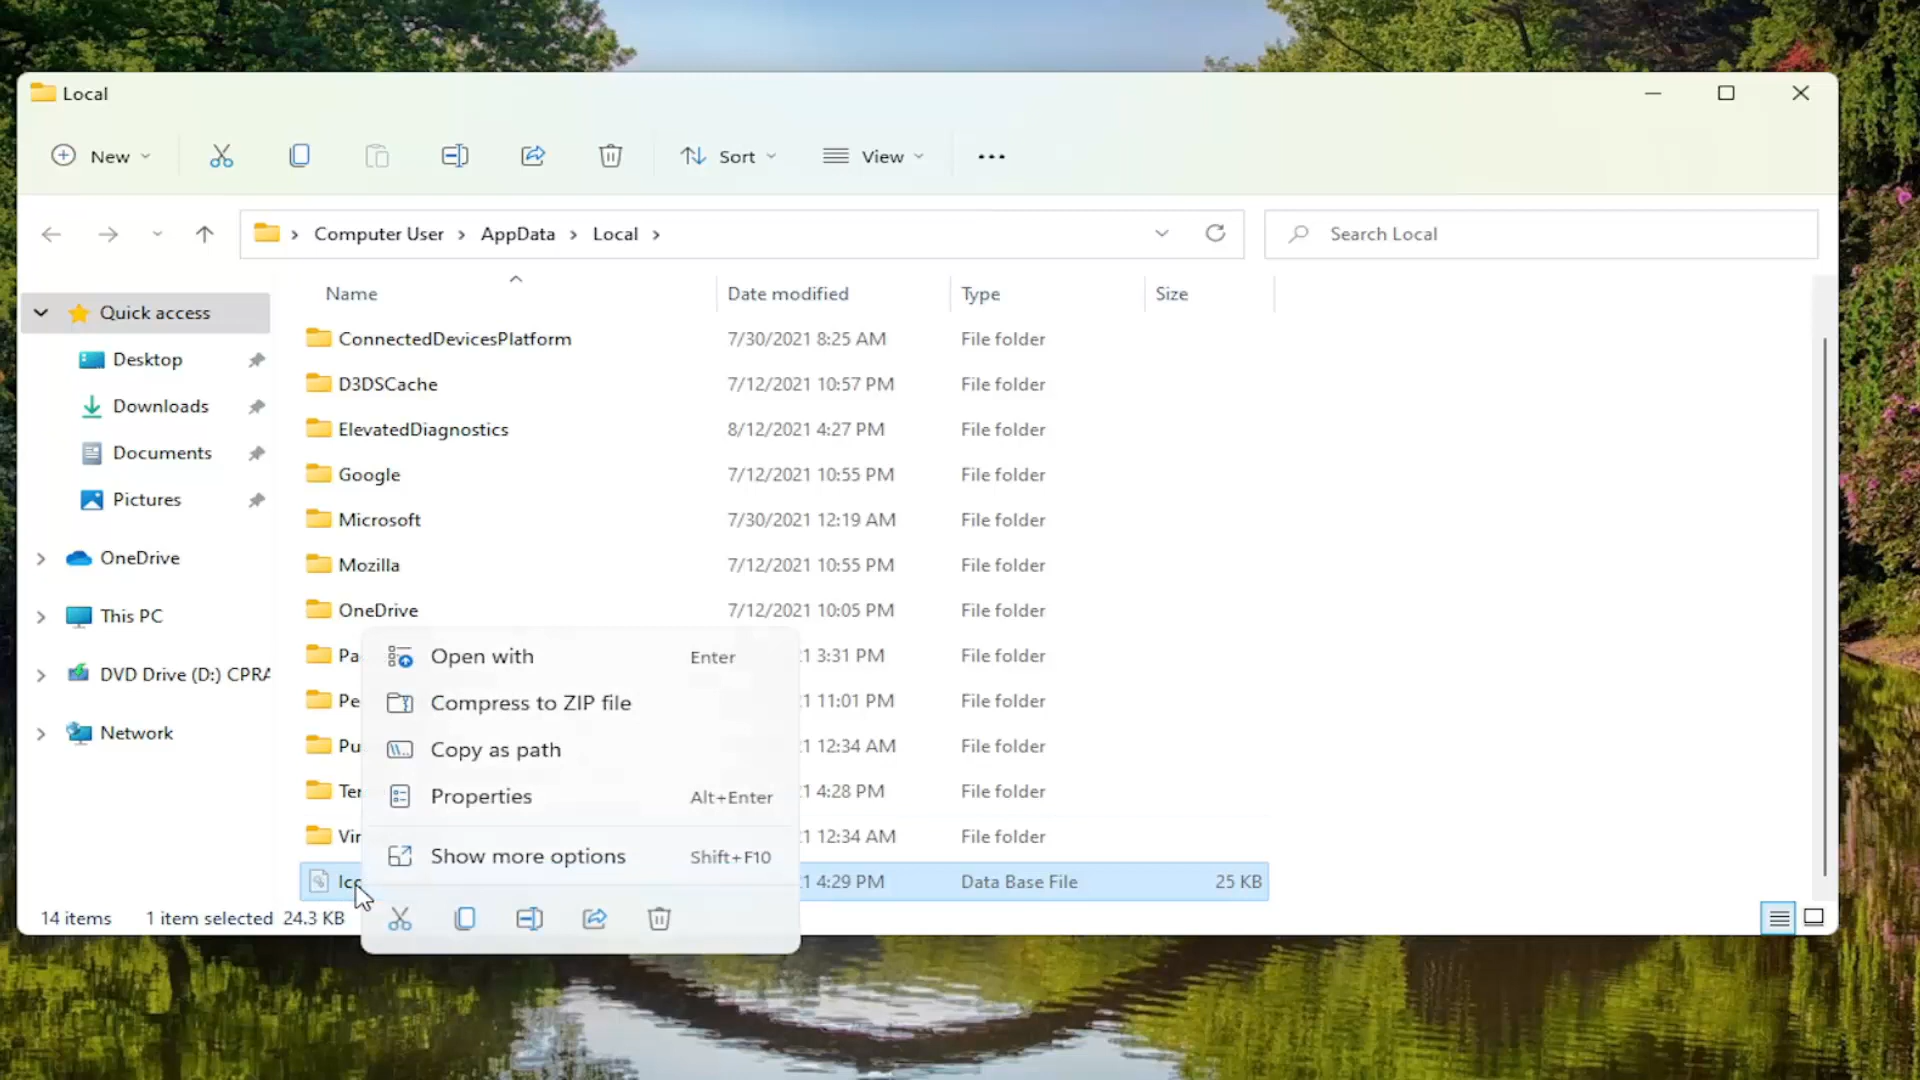 Local
New
Sort
View
Computer User > AppData > Local >
Search Local
Name Date modified Type Size
Quick access
Desktop
Downloads
Documents
Pictures
OneDrive
This PC
DVD Drive (D:) CPRA
Network
ConnectedDevicesPlatform 7/30/2021 8:25 AM File folder
D3DSCache 7/12/2021 10:57 PM File folder
ElevatedDiagnostics 8/12/2021 4:27 PM File folder
Google 7/12/2021 10:55 PM File folder
Microsoft 7/30/2021 12:19 AM File folder
Mozilla 7/12/2021 10:55 PM File folder
OneDrive 7/12/2021 10:05 PM File folder
Pa 1 3:31 PM File folder
Pe 1 11:01 PM File folder
Pu 1 12:34 AM File folder
Ter 1 4:28 PM File folder
Vir 1 12:34 AM File folder
Ico 1 4:29 PM Data Base File 25 KB
Open with Enter
Compress to ZIP file
Copy as path
Properties Alt+Enter
Show more options Shift+F10
14 items 1 item selected 24.3 KB